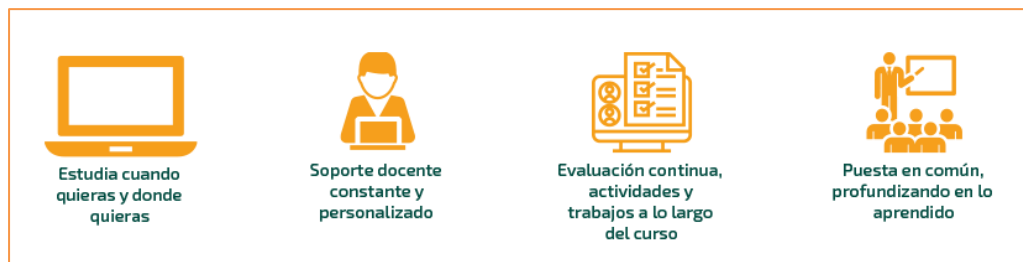 Estudia cuando
quieras y donde
quieras
Soporte docente
constante y
personalizado
Evaluación continua,
actividades y
trabajos a lo largo
del curso
Puesta en común,
profundizando en lo
aprendido